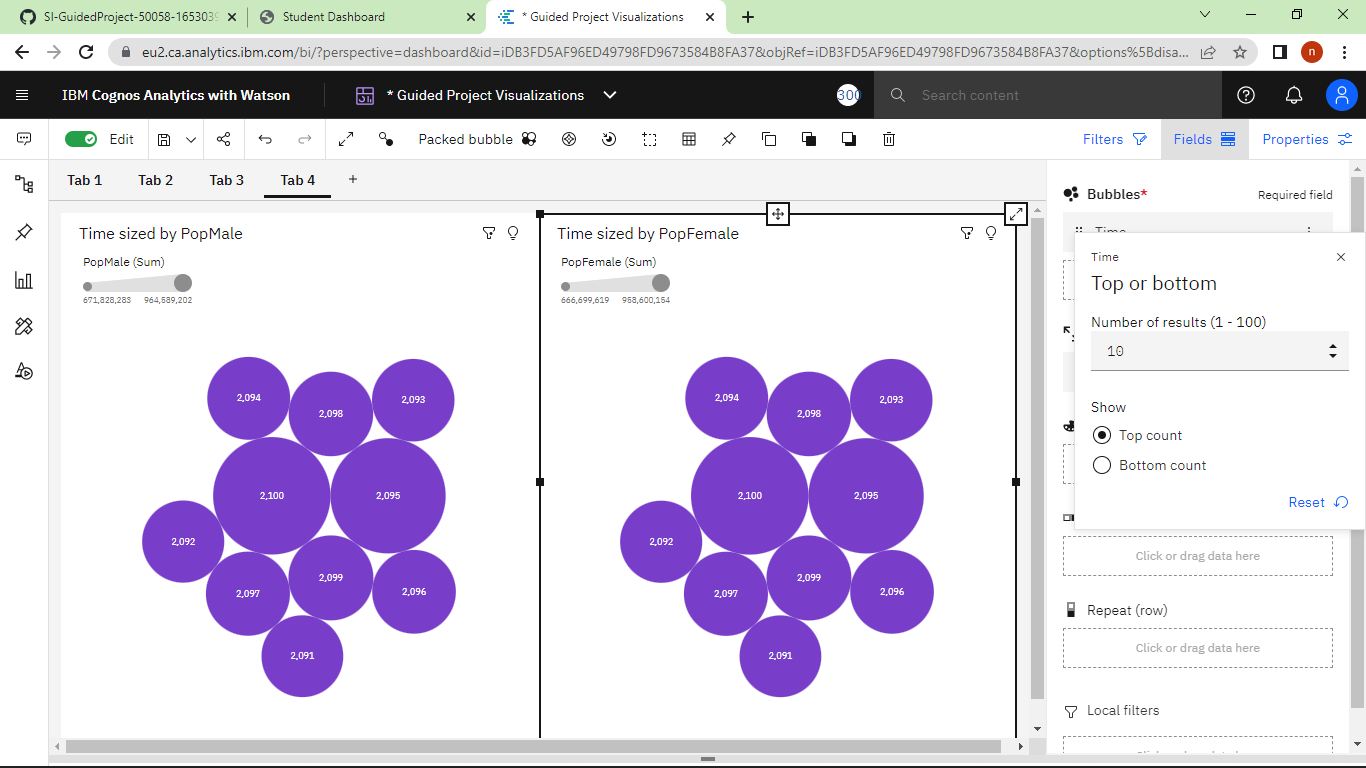 SI-GuidedProject-50058-1653039
Student Dashboard
* Guided Project Visualizations
eu2.ca.analytics.ibm.com/bi/?perspective=dashboard&id=iDB3FD5AF96ED49798FD9673584B8FA37&objRef=iDB3FD5AF96ED49798FD9673584B8FA37&options%5Bdisa...
n
IBM Cognos Analytics with Watson
* Guided Project Visualizations
300
Search content
Edit
Packed bubble
Filters
Fields
Properties
Tab 1
Tab 2
Tab 3
Tab 4
Time sized by PopMale
PopMale (Sum)
671,828,283
964,589,202
2,094
2,098
2,093
2,100
2,095
2,092
2,097
2,099
2,096
2,091
Time sized by PopFemale
PopFemale (Sum)
666,699,619
958,600,154
2,094
2,098
2,093
2,100
2,095
2,092
2,097
2,099
2,096
2,091
Bubbles*
Required field
Time
Time
Top or bottom
Number of results (1 - 100)
10
Show
Top count
Bottom count
Reset
Click or drag data here
Repeat (row)
Click or drag data here
Local filters
Click or drag data here